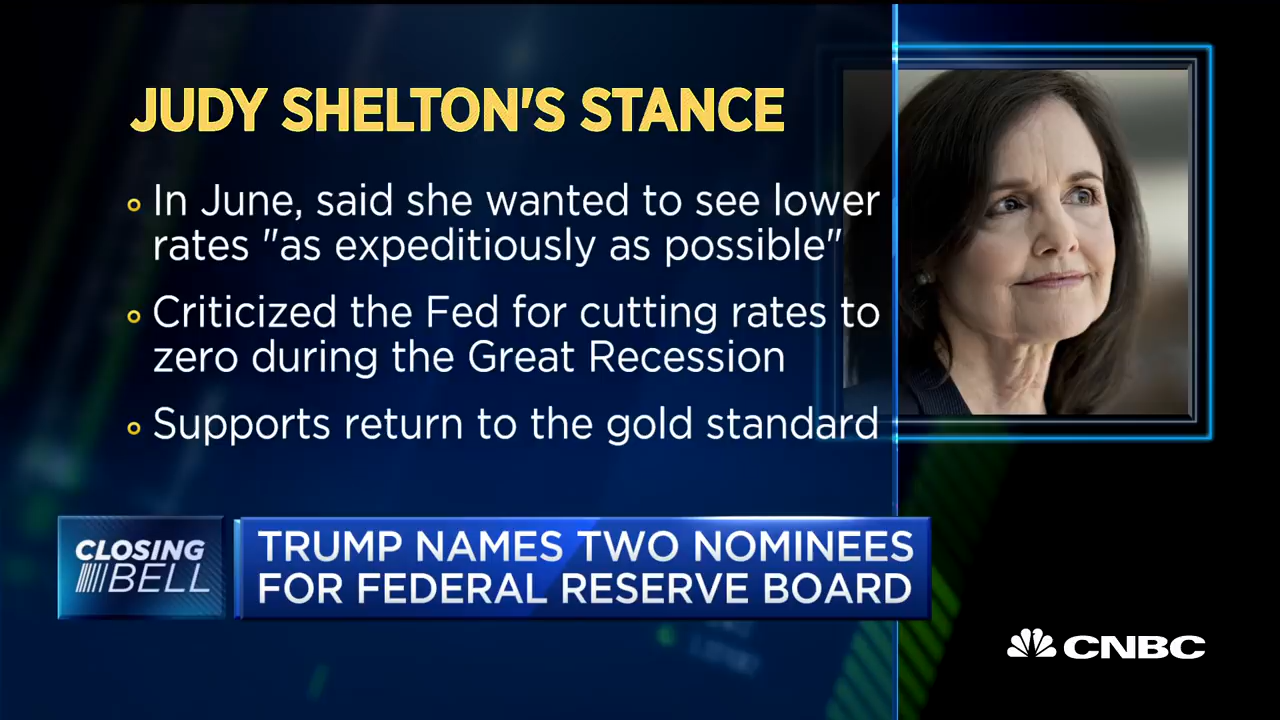 JUDY SHELTON'S STANCE
In June, said she wanted to see lower
rates "as expeditiously as possible"
Criticized the Fed for cutting rates to
zero during the Great Recession
Supports return to the gold standard
CLOSING
BELL
TRUMP NAMES TWO NOMINEES
FOR FEDERAL RESERVE BOARD
CNBC